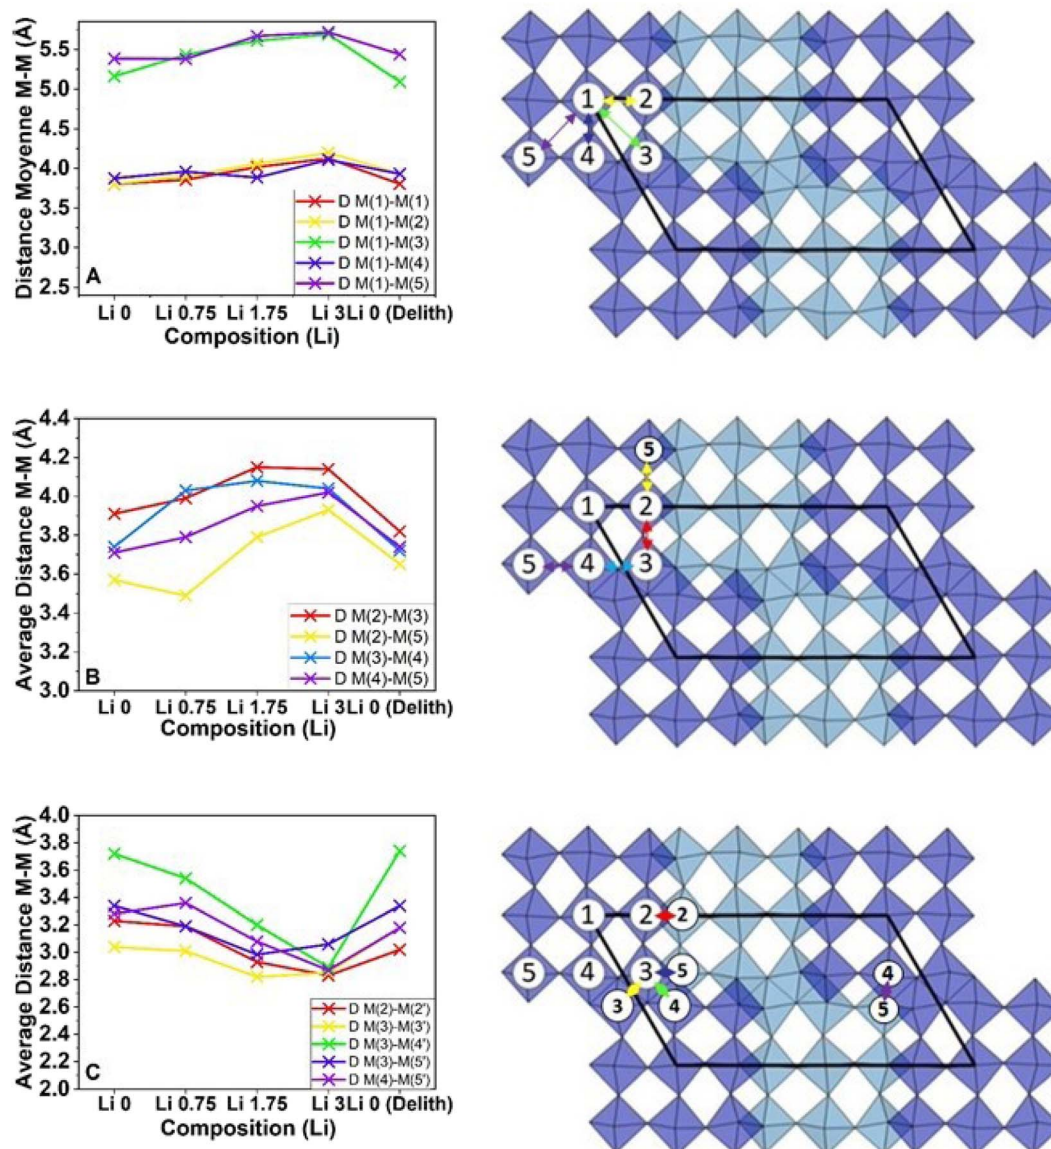 Distance Moyenne M-M (Å)
5.5
5.0
4.5
4.0
3.5
3.0
2.5
A
D M(1)-M(1)
D M(1)-M(2)
D M(1)-M(3)
D M(1)-M(4)
D M(1)-M(5)
Li 0 Li 0.75 Li 1.75 Li 3 Li 0 (Delith)
Composition (Li)
1 2
5 4 3
Average Distance M-M (Å)
4.4
4.2
4.0
3.8
3.6
3.4
3.2
3.0
B
D M(2)-M(3)
D M(2)-M(5)
D M(3)-M(4)
D M(4)-M(5)
Li 0 Li 0.75 Li 1.75 Li 3 Li 0 (Delith)
Composition (Li)
5
1 2
5 4 3
Average Distance M-M (Å)
4.0
3.8
3.6
3.4
3.2
3.0
2.8
2.6
2.4
2.2
2.0
C
D M(2)-M(2')
D M(3)-M(3')
D M(3)-M(4')
D M(3)-M(5')
D M(4)-M(5')
Li 0 Li 0.75 Li 1.75 Li 3 Li 0 (Delith)
Composition (Li)
1 2 2
5 4 3 5 4
3 4 5